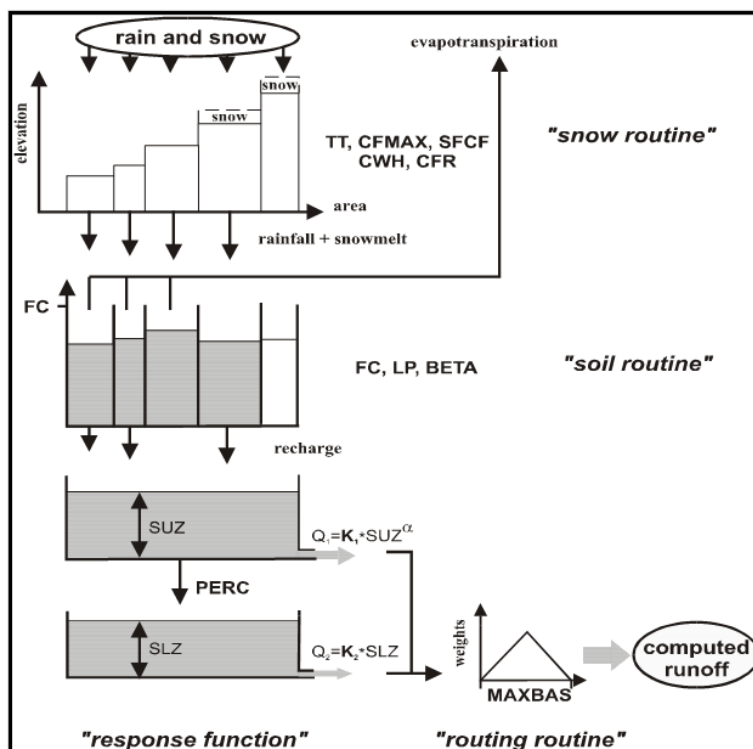 rain and snow
evapotranspiration
snow
snow
elevation
TT, CFMAX, SFCF
CWH, CFR
"snow routine"
area
rainfall + snowmelt
FC
FC, LP, BETA
"soil routine"
recharge
SUZ
Q₁=K₁*SUZ^α
PERC
SLZ
Q₂=K₂*SLZ
weights
MAXBAS
computed
runoff
"response function"
"routing routine"